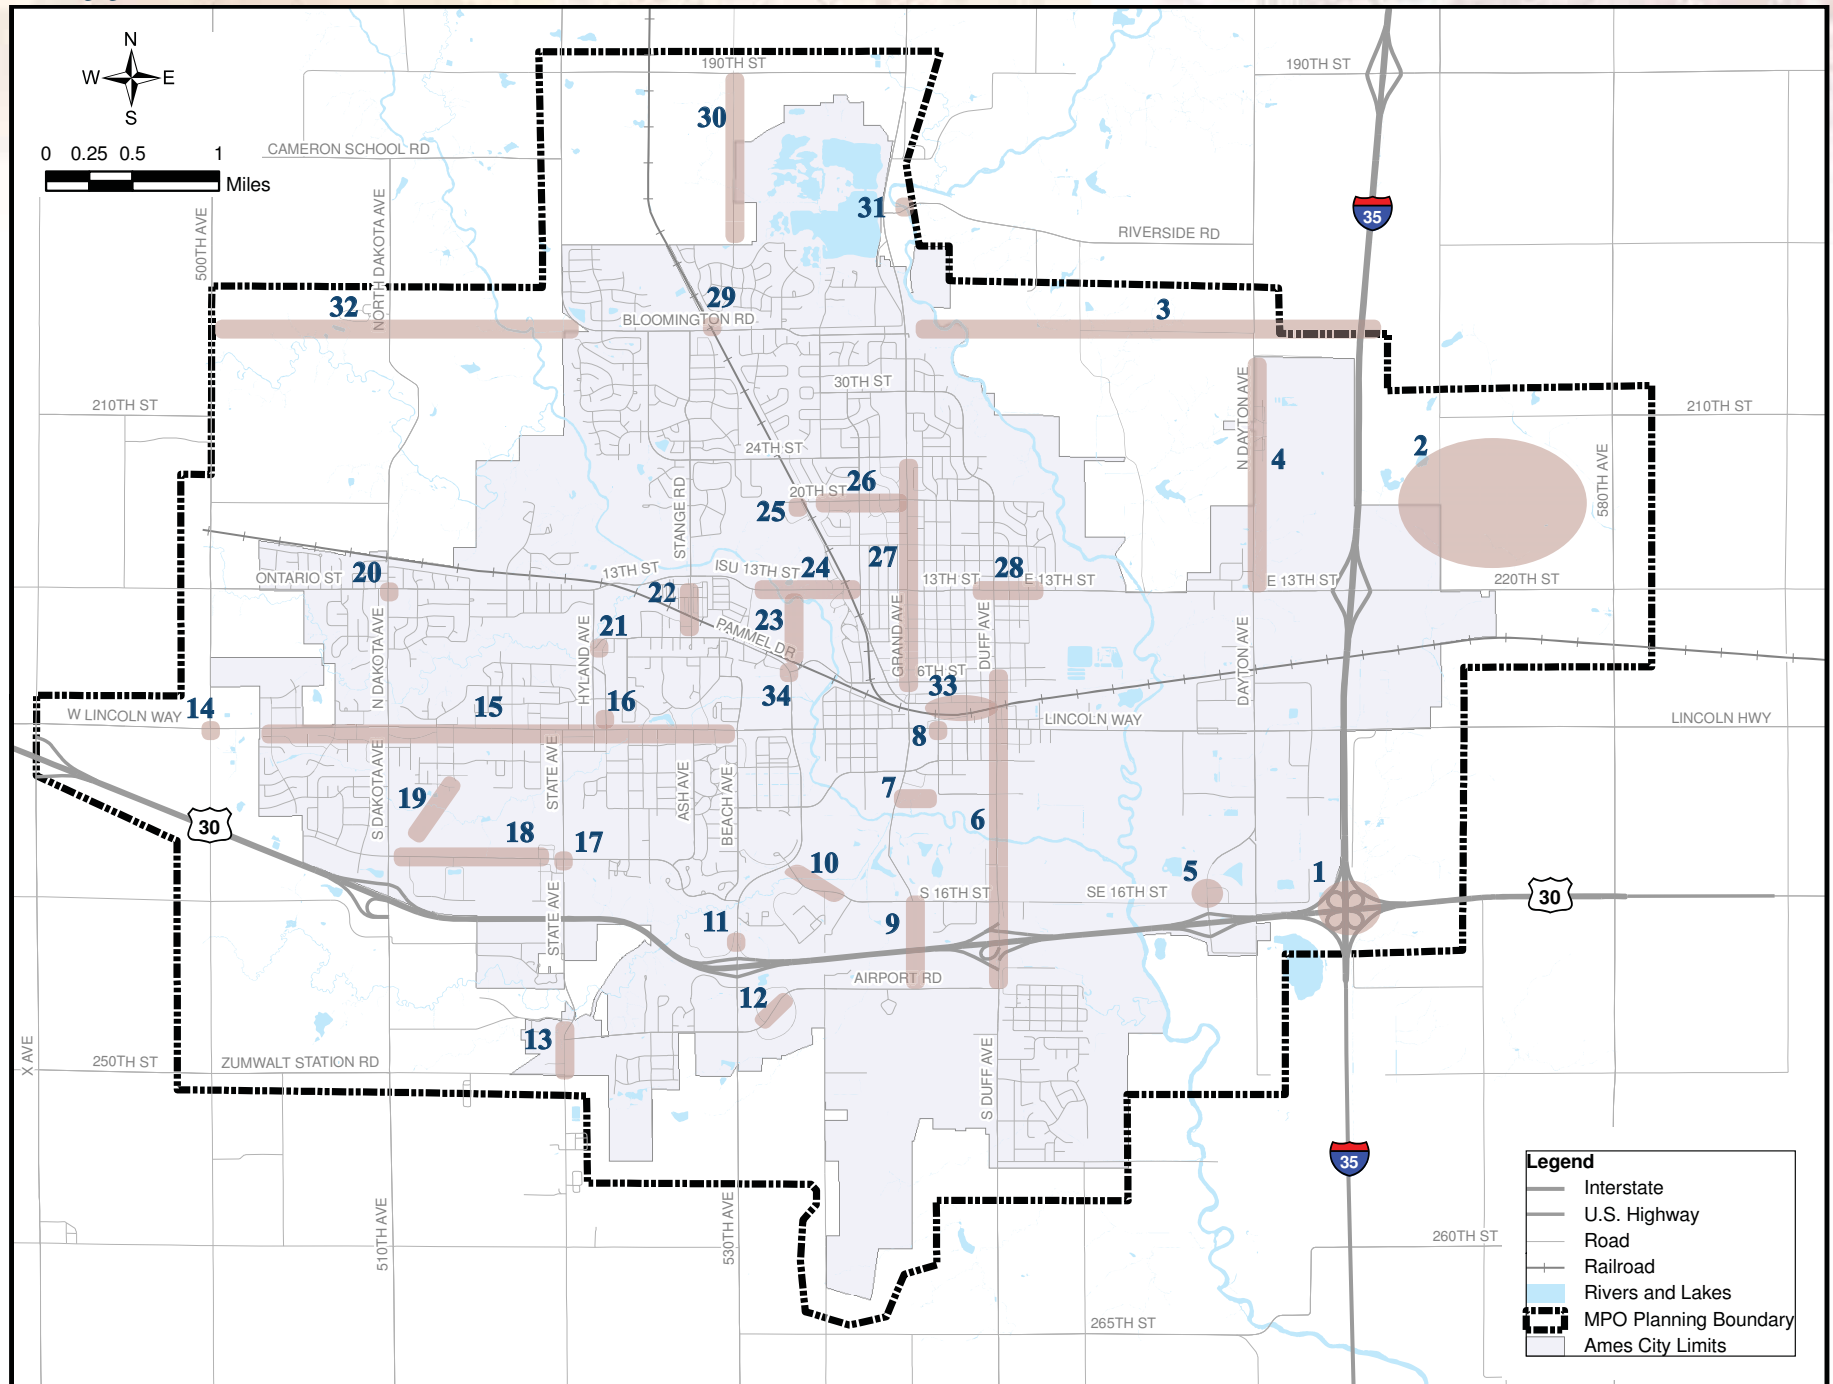 N
W E
S
0 0.25 0.5 1
Miles
190TH ST
190TH ST
30
CAMERON SCHOOL RD
NORTH DAKOTA AVE
500TH AVE
31
35
RIVERSIDE RD
29
32
3
BLOOMINGTON RD
30TH ST
210TH ST
210TH ST
N DAYTON AVE
24TH ST
4
2
580TH AVE
STANGE RD
20TH ST
26
25
27
13TH ST
ISU 13TH ST
24
13TH ST
28
E 13TH ST
E 13TH ST
220TH ST
ONTARIO ST
20
22
23
21
PAMMEL DR
N DAKOTA AVE
HYLAND AVE
GRAND AVE
DUFF AVE
DAYTON AVE
6TH ST
34
33
14
15
16
W LINCOLN WAY
LINCOLN WAY
LINCOLN HWY
8
S DAKOTA AVE
STATE AVE
ASH AVE
BEACH AVE
19
7
6
30
18
17
10
5
1
S 16TH ST
SE 16TH ST
30
STATE AVE
11
9
AIRPORT RD
12
13
X AVE
250TH ST
ZUMWALT STATION RD
S DUFF AVE
35
510TH AVE
530TH AVE
260TH ST
265TH ST
Legend
Interstate
U.S. Highway
Road
Railroad
Rivers and Lakes
MPO Planning Boundary
Ames City Limits